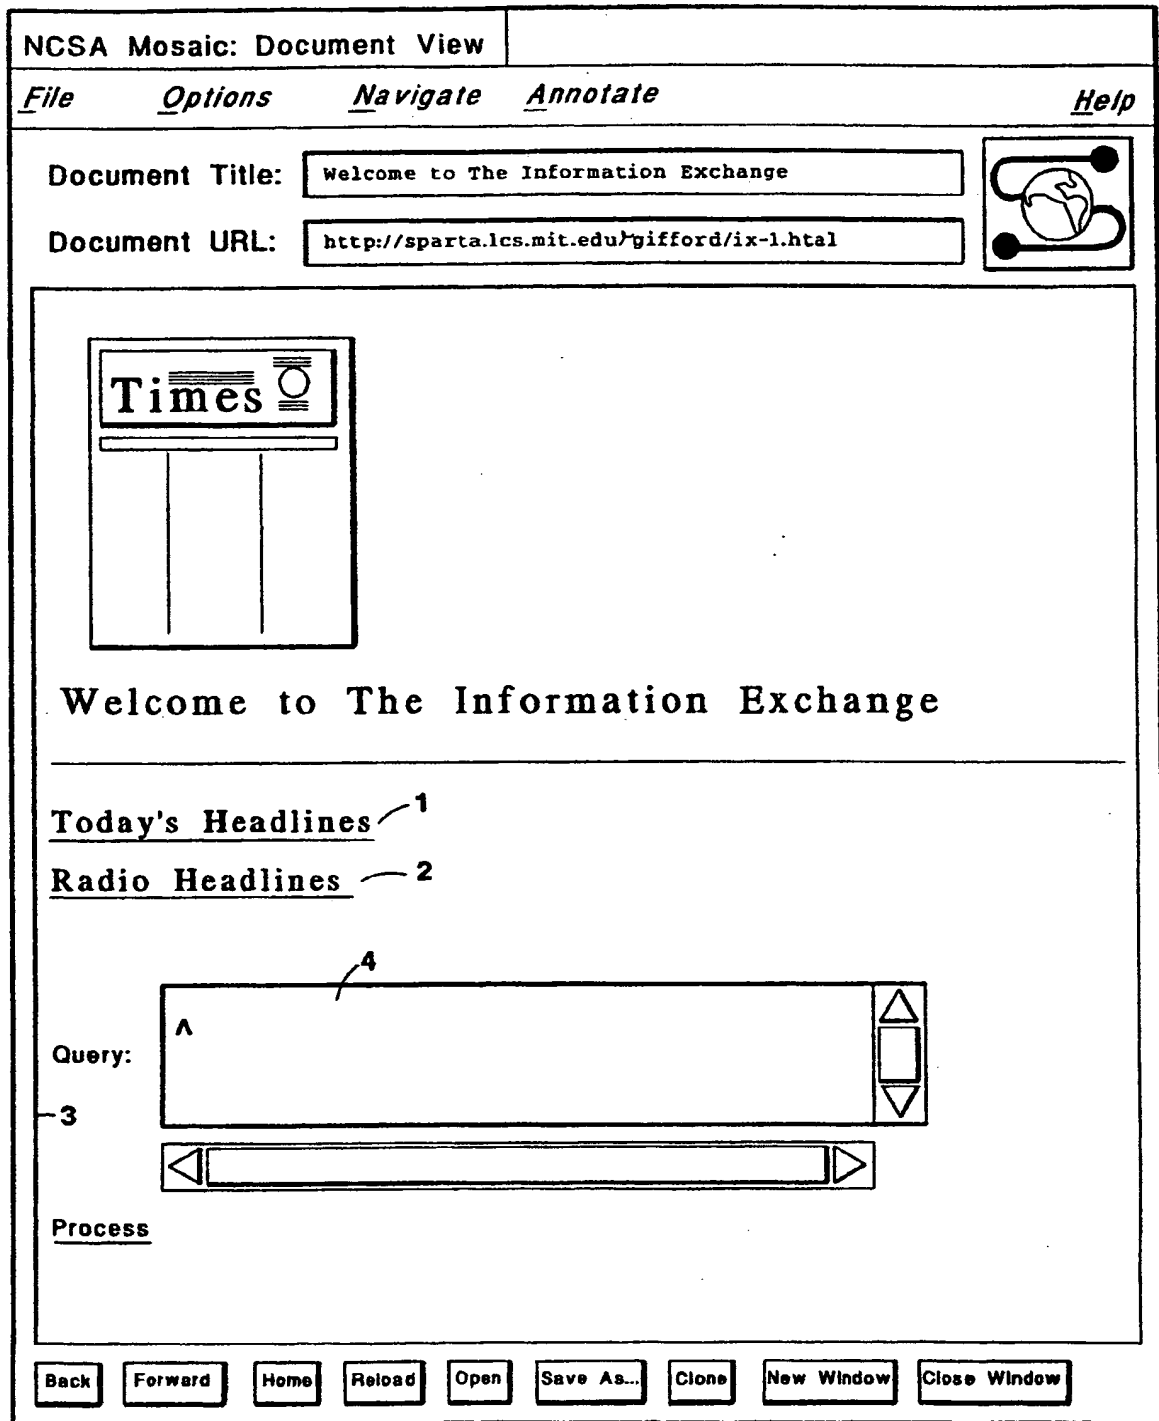 NCSA Mosaic: Document View
File Options Navigate Annotate Help
Document Title: Welcome to The Information Exchange
Document URL: http://sparta.lcs.mit.edu/~gifford/ix-1.htal
Times
Welcome to The Information Exchange
Today's Headlines 1
Radio Headlines 2
4
^
Query:
3
Process
Back Forward Home Reload Open Save As... Clone New Window Close Window